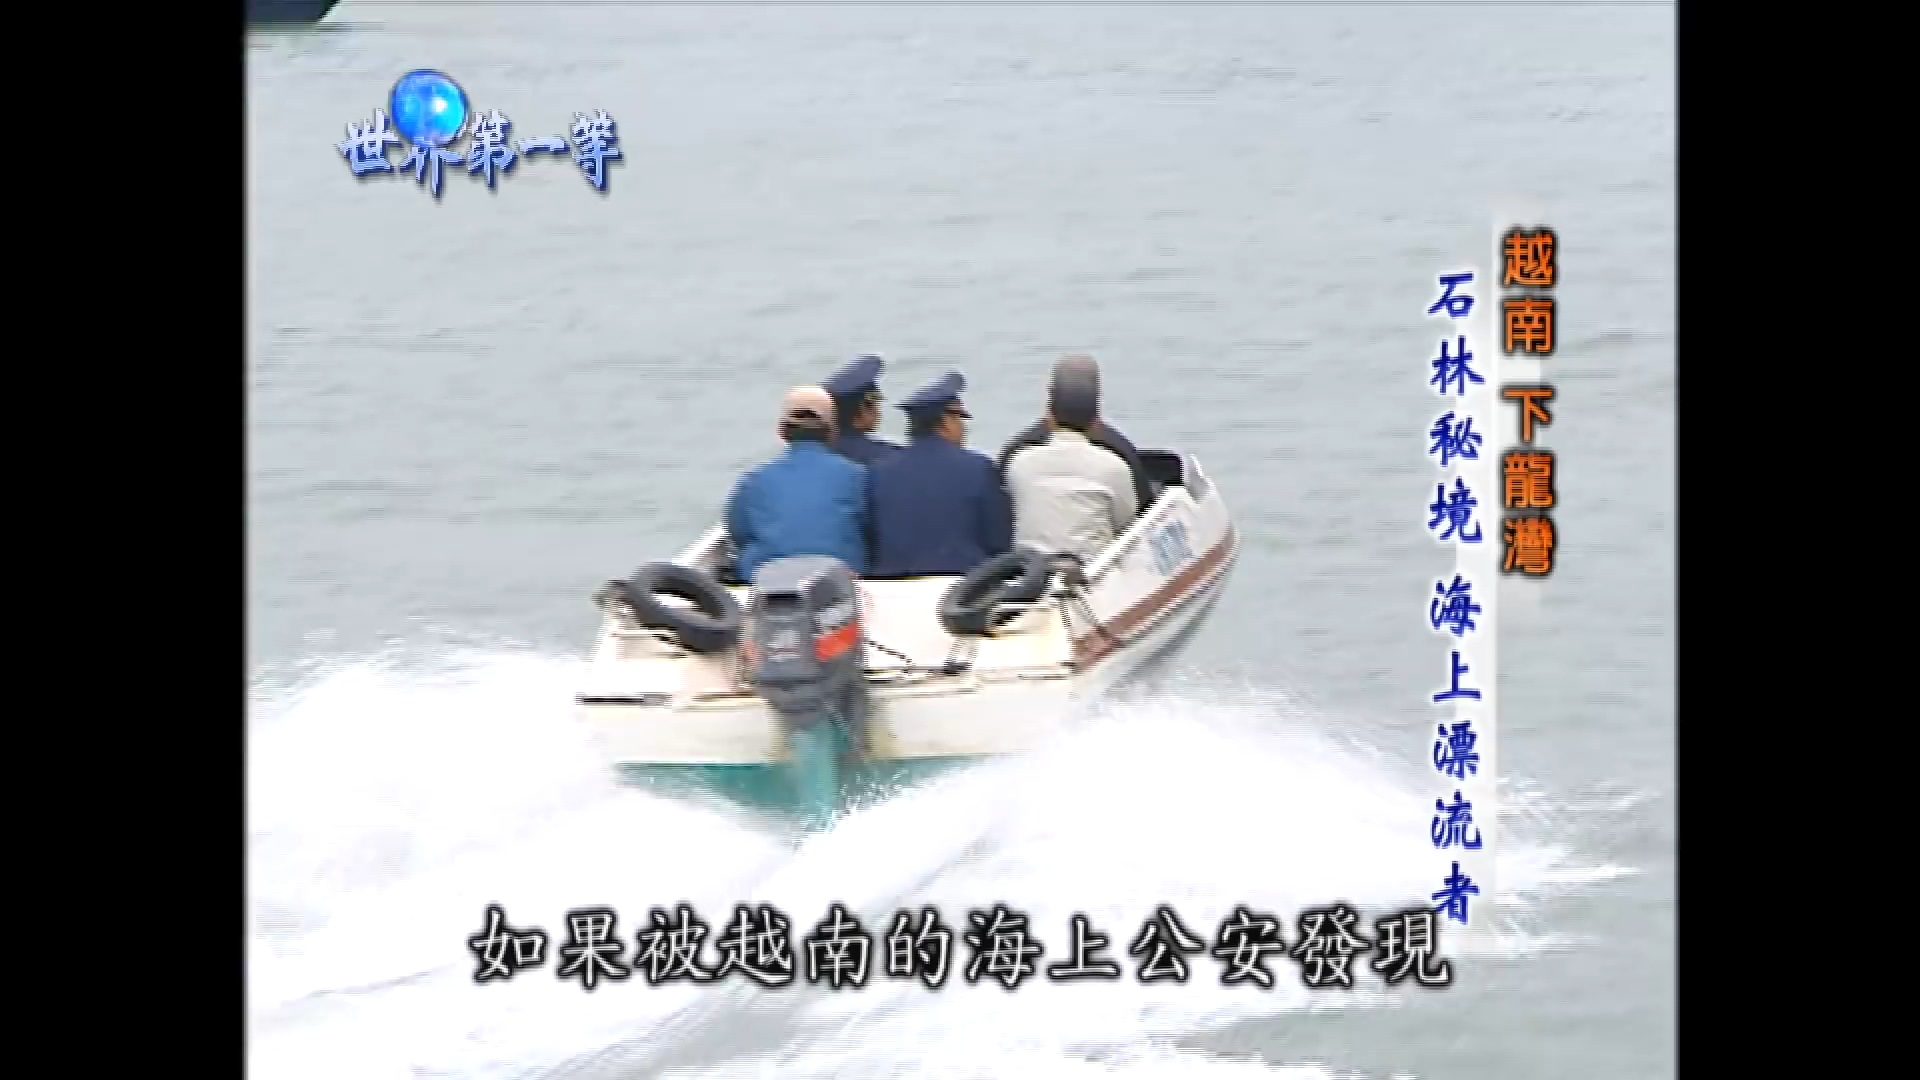 世界第一等
越南 下龍灣
石林秘境 海上漂流者
如果被越南的海上公安發現